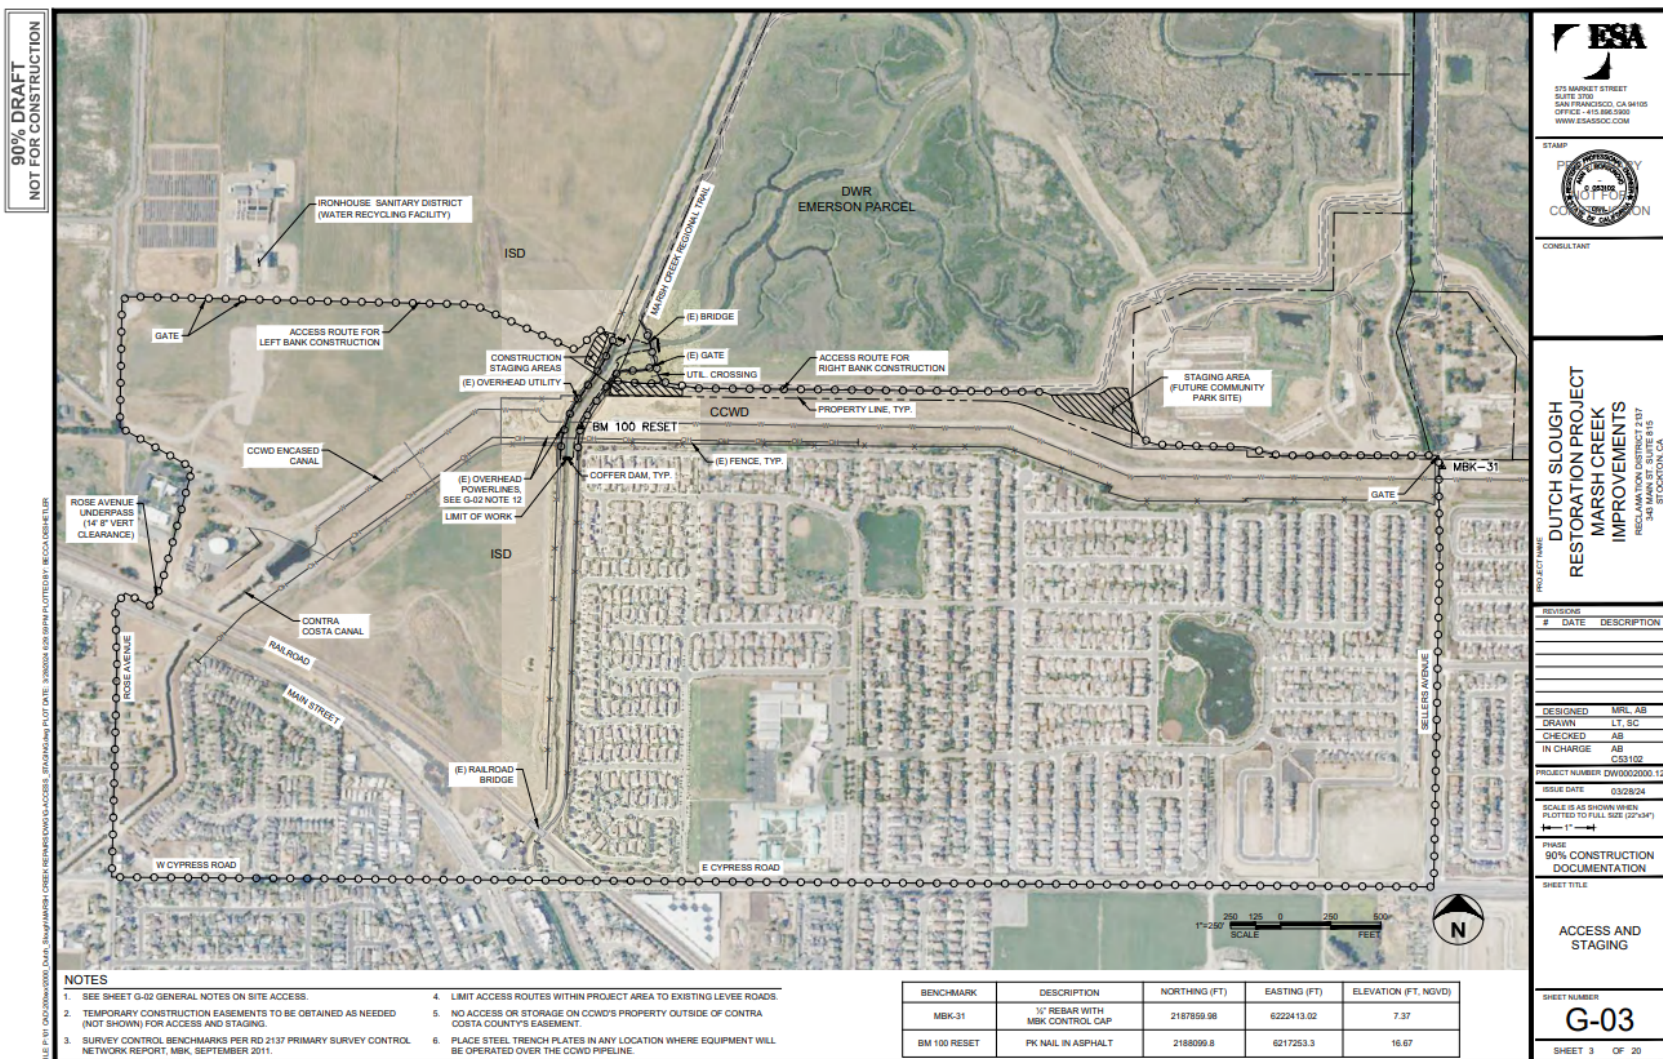 90% DRAFT
NOT FOR CONSTRUCTION
IRONHOUSE SANITARY DISTRICT
(WATER RECYCLING FACILITY)
ISD
DWR
EMERSON PARCEL
MARSH CREEK REGIONAL TRAIL
GATE
ACCESS ROUTE FOR
LEFT BANK CONSTRUCTION
(E) BRIDGE
CONSTRUCTION
STAGING AREAS
(E) GATE
UTIL. CROSSING
ACCESS ROUTE FOR
RIGHT BANK CONSTRUCTION
(E) OVERHEAD UTILITY
STAGING AREA
(FUTURE COMMUNITY
PARK SITE)
CCWD
PROPERTY LINE, TYP.
BM 100 RESET
CCWD ENCASED
CANAL
(E) FENCE, TYP.
MBK-31
(E) OVERHEAD
POWERLINES,
SEE G-02 NOTE 12
COFFER DAM, TYP.
GATE
LIMIT OF WORK
ROSE AVENUE
UNDERPASS
(14' 8" VERT
CLEARANCE)
ISD
CONTRA
COSTA CANAL
RAILROAD
MAIN STREET
ROSE AVENUE
SELLERS AVENUE
(E) RAILROAD
BRIDGE
W CYPRESS ROAD
E CYPRESS ROAD
250 125 0 250 500
1"=250'
SCALE FEET
N
NOTES
1. SEE SHEET G-02 GENERAL NOTES ON SITE ACCESS.
2. TEMPORARY CONSTRUCTION EASEMENTS TO BE OBTAINED AS NEEDED
(NOT SHOWN) FOR ACCESS AND STAGING.
3. SURVEY CONTROL BENCHMARKS PER RD 2137 PRIMARY SURVEY CONTROL
NETWORK REPORT, MBK, SEPTEMBER 2011.
4. LIMIT ACCESS ROUTES WITHIN PROJECT AREA TO EXISTING LEVEE ROADS.
5. NO ACCESS OR STORAGE ON CCWD'S PROPERTY OUTSIDE OF CONTRA
COSTA COUNTY'S EASEMENT.
6. PLACE STEEL TRENCH PLATES IN ANY LOCATION WHERE EQUIPMENT WILL
BE OPERATED OVER THE CCWD PIPELINE.
BENCHMARK DESCRIPTION NORTHING (FT) EASTING (FT) ELEVATION (FT, NGVD)
MBK-31 REBAR WITH
MBK CONTROL CAP 2187859.98 6222413.02 7.37
BM 100 RESET PK NAIL IN ASPHALT 2188099.8 6217253.3 16.67
ESA
575 MARKET STREET
SUITE 3700
SAN FRANCISCO, CA 94105
OFFICE - 415.896.5900
WWW.ESASSOC.COM
STAMP
CONSULTANT
PROJECT NAME
DUTCH SLOUGH
RESTORATION PROJECT
MARSH CREEK
IMPROVEMENTS
RECLAMATION DISTRICT 2137
343 MAIN ST. SUITE 815
STOCKTON, CA
REVISIONS
# DATE DESCRIPTION
DESIGNED MRL, AB
DRAWN LT, SC
CHECKED AB
IN CHARGE AB
C53102
PROJECT NUMBER DW0002000.12
ISSUE DATE 03/28/24
SCALE IS AS SHOWN WHEN
PLOTTED TO FULL SIZE (22"x34")
1"
PHASE
90% CONSTRUCTION
DOCUMENTATION
SHEET TITLE
ACCESS AND
STAGING
SHEET NUMBER
G-03
SHEET 3 OF 20